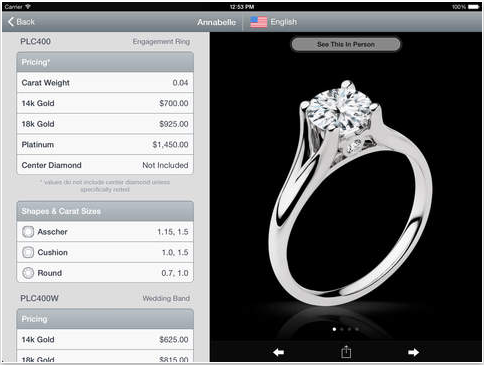 Carrier 12:53 PM 100%
Back Annabelle English
PLC400 Engagement Ring
Pricing*
Carat Weight 0.04
14k Gold $700.00
18k Gold $925.00
Platinum $1,450.00
Center Diamond Not Included
* values do not include center diamond unless
specifically noted
Shapes & Carat Sizes
Asscher 1.15, 1.5
Cushion 1.0, 1.5
Round 0.7, 1.0
PLC400W Wedding Band
Pricing
14k Gold $625.00
18k Gold $815.00
See This In Person